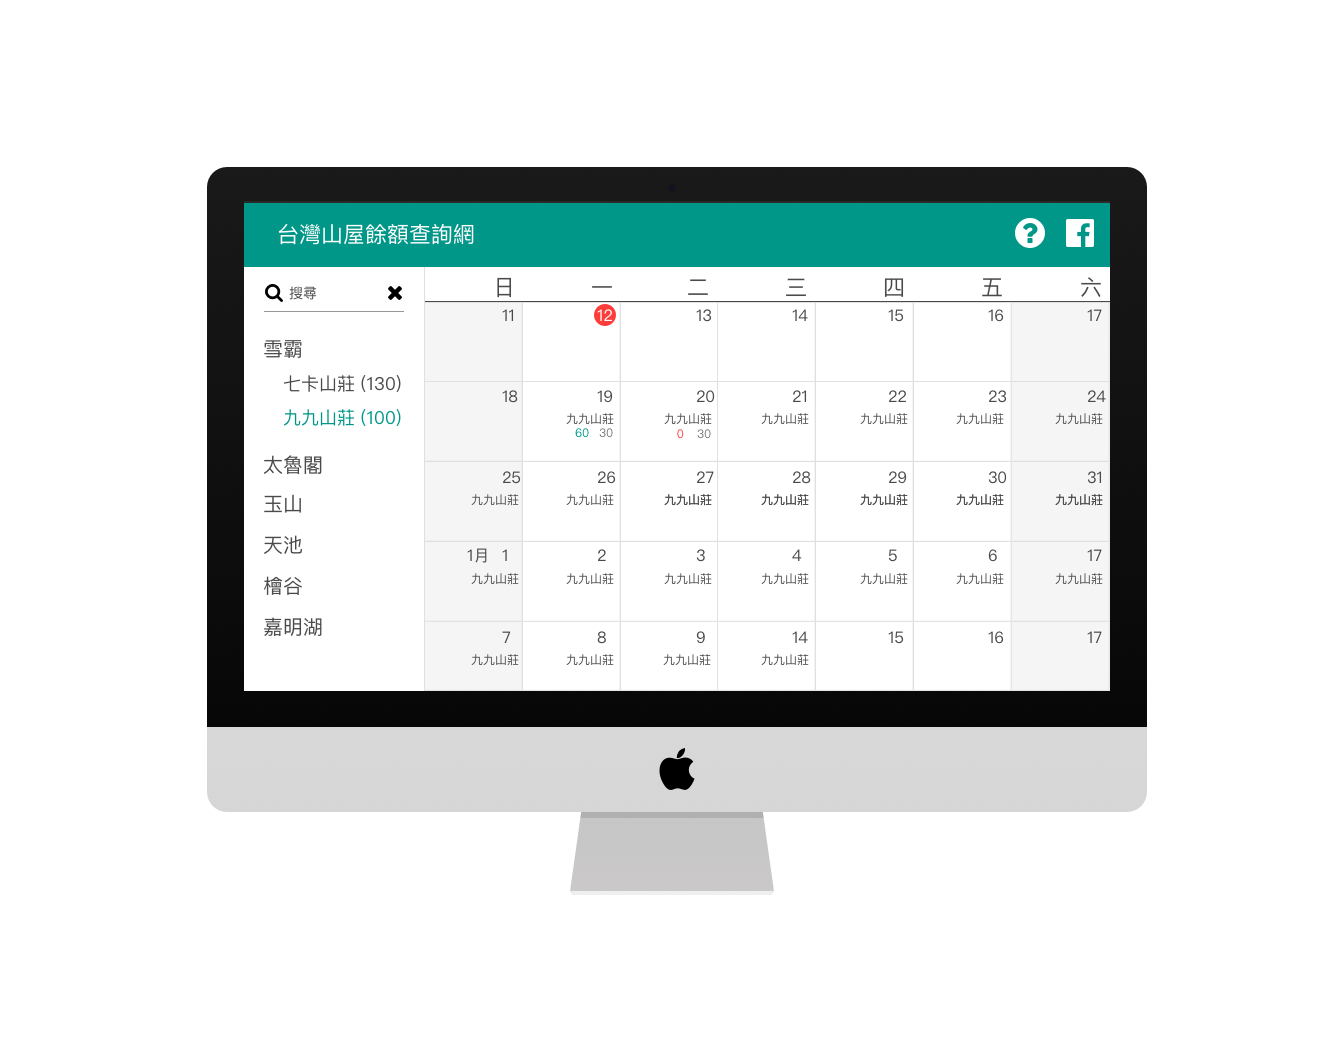 台灣山屋餘額查詢網
搜尋
雪霸
七卡山莊 (130)
九九山莊 (100)
太魯閣
玉山
天池
檜谷
嘉明湖
日 一 二 三 四 五 六
11 12 13 14 15 16 17
18 19 20 21 22 23 24
九九山莊 九九山莊 九九山莊 九九山莊 九九山莊 九九山莊
60 30 0 30
25 26 27 28 29 30 31
九九山莊 九九山莊 九九山莊 九九山莊 九九山莊 九九山莊 九九山莊
1月 1 2 3 4 5 6 17
九九山莊 九九山莊 九九山莊 九九山莊 九九山莊 九九山莊 九九山莊
7 8 9 14 15 16 17
九九山莊 九九山莊 九九山莊 九九山莊